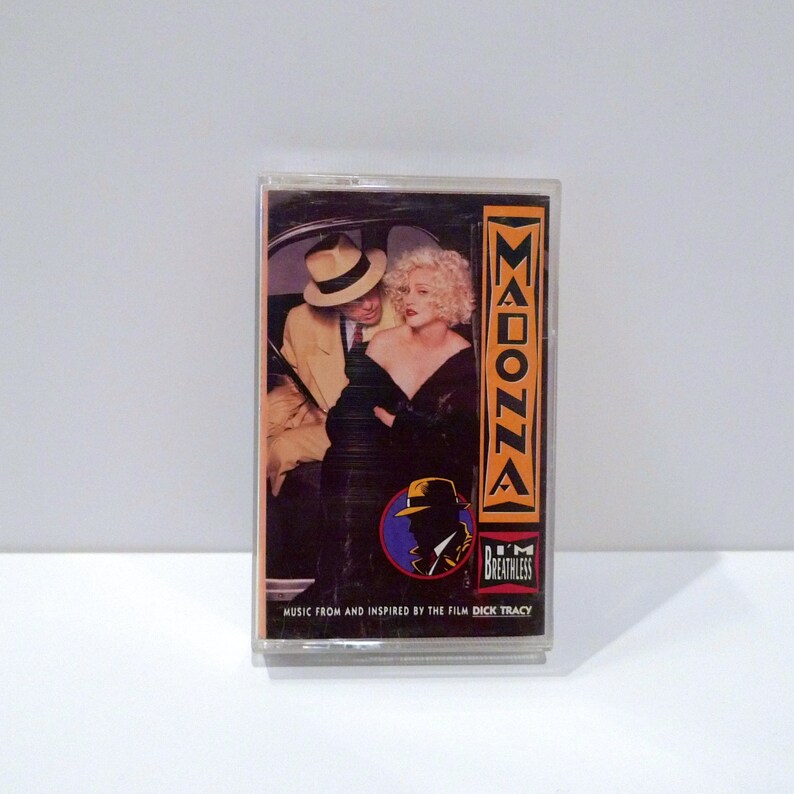 MADONNA
I'M
BREATHLESS
MUSIC FROM AND INSPIRED BY THE FILM DICK TRACY